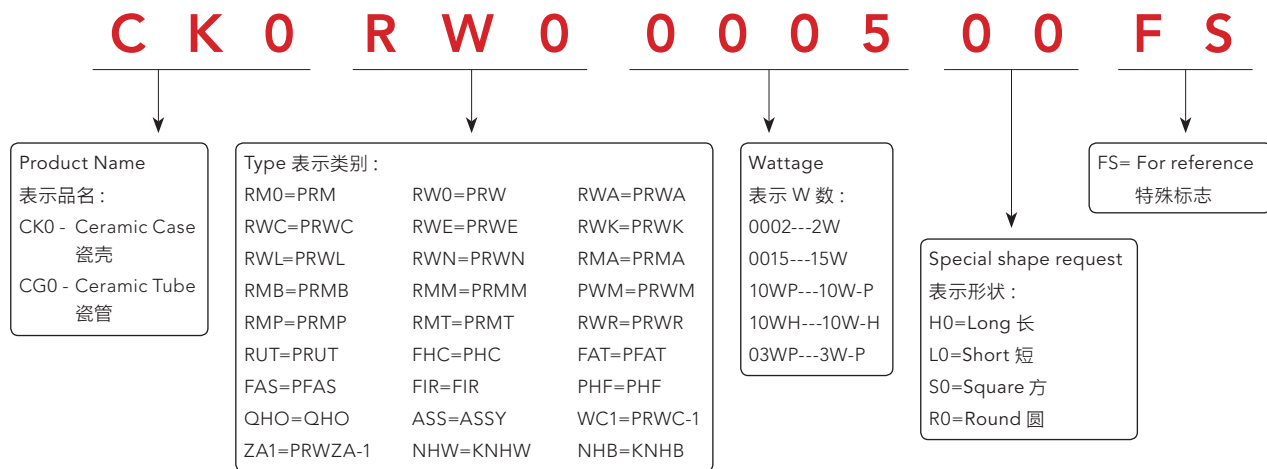 C K 0 R W 0 0 0 0 5 0 0 F S
Product Name
表示品名 :
CK0 - Ceramic Case
瓷壳
CG0 - Ceramic Tube
瓷管
Type 表示类别 :
RM0=PRM RW0=PRW RWA=PRWA
RWC=PRWC RWE=PRWE RWK=PRWK
RWL=PRWL RWN=PRWN RMA=PRMA
RMB=PRMB RMM=PRMM PWM=PRWM
RMP=PRMP RMT=PRMT RWR=PRWR
RUT=PRUT FHC=PHC FAT=PFAT
FAS=PFAS FIR=FIR PHF=PHF
QHO=QHO ASS=ASSY WC1=PRWC-1
ZA1=PRWZA-1 NHW=KNHW NHB=KNHB
Wattage
表示 W 数 :
0002---2W
0015---15W
10WP---10W-P
10WH---10W-H
03WP---3W-P
Special shape request
表示形状 :
H0=Long 长
L0=Short 短
S0=Square 方
R0=Round 圆
FS= For reference
特殊标志